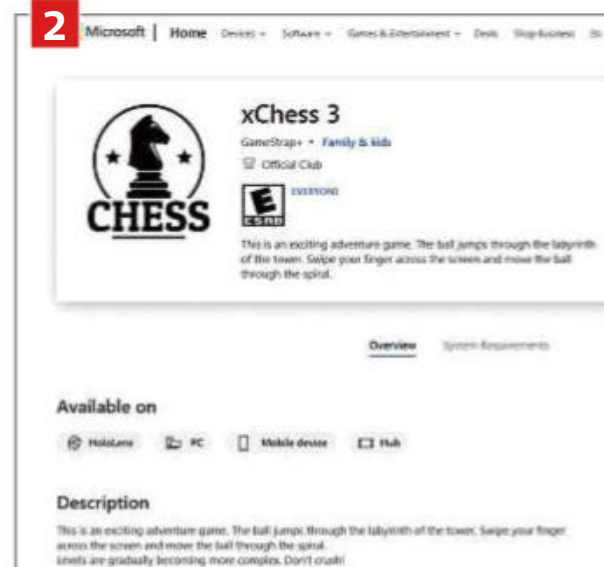 2
Microsoft | Home Devices Software Games & Entertainment Deals Shop Business
xChess 3
GameStrap+ • Family & kids
Official Club
CHESS
E
ESRB
EVERYONE
This is an exciting adventure game. The ball jumps through the labyrinth
of the tower. Swipe your finger across the screen and move the ball
through the spiral.
Overview System Requirements
Available on
HoloLens PC Mobile device Hub
Description
This is an exciting adventure game. The ball jumps through the labyrinth of the tower. Swipe your finger
across the screen and move the ball through the spiral.
Levels are gradually becoming more complex. Don't crush!